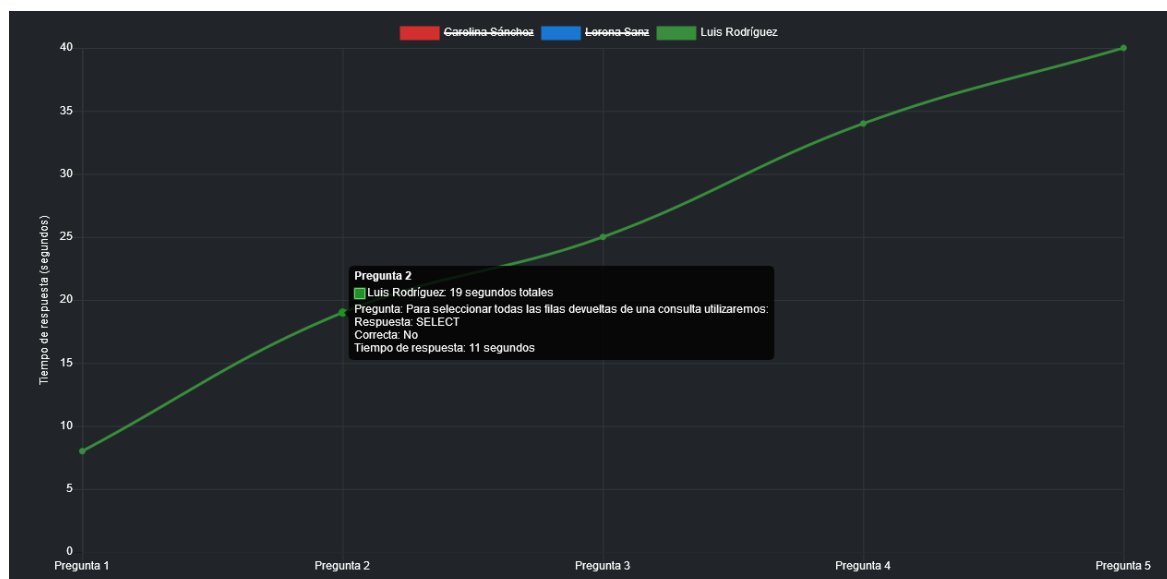 Carolina Sánchez Lorena Sanz Luis Rodríguez
40
35
30
25
20
15
10
5
0
Tiempo de respuesta (segundos)
Pregunta 2
Luis Rodríguez: 19 segundos totales
Pregunta: Para seleccionar todas las filas devueltas de una consulta utilizaremos:
Respuesta: SELECT
Correcta: No
Tiempo de respuesta: 11 segundos
Pregunta 1 Pregunta 2 Pregunta 3 Pregunta 4 Pregunta 5